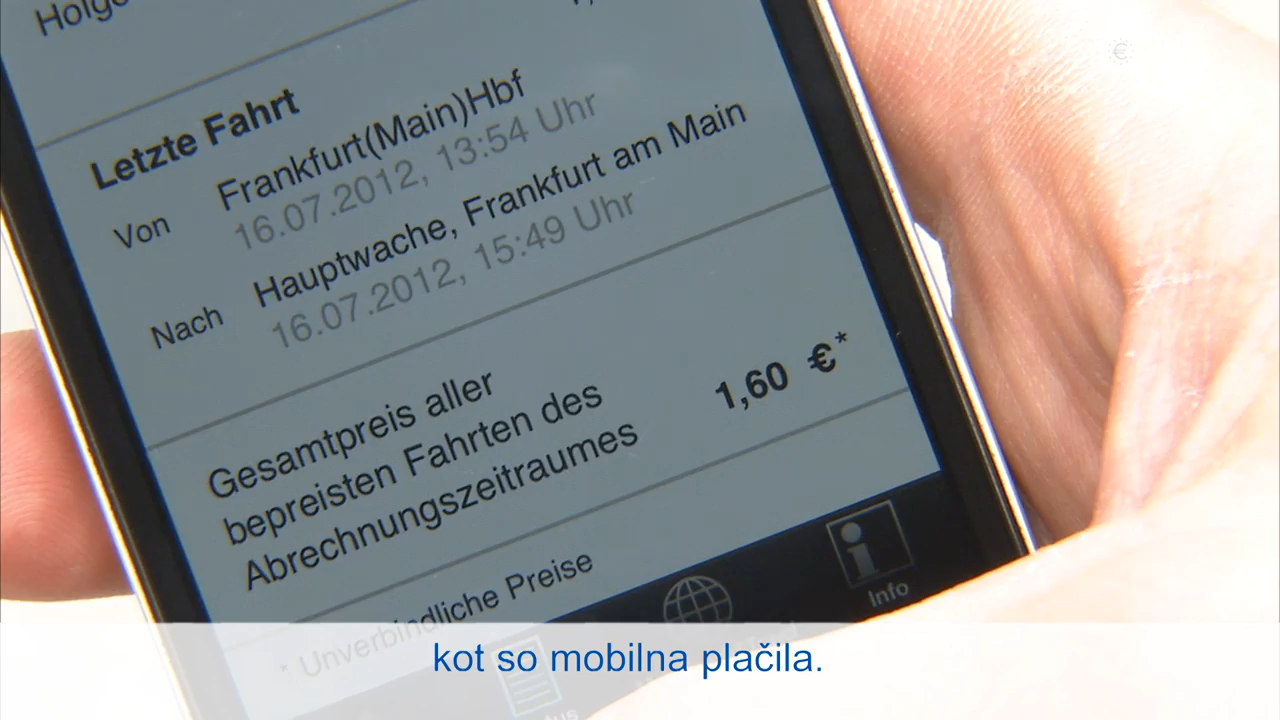 Holge
Letzte Fahrt
Von Frankfurt(Main)Hbf
16.07.2012, 13:54 Uhr
Nach Hauptwache, Frankfurt am Main
16.07.2012, 15:49 Uhr
Gesamtpreis aller
bepreisten Fahrten des
Abrechnungszeitraumes
1,60 €*
* Unverbindliche Preise
Info
kot so mobilna plačila.